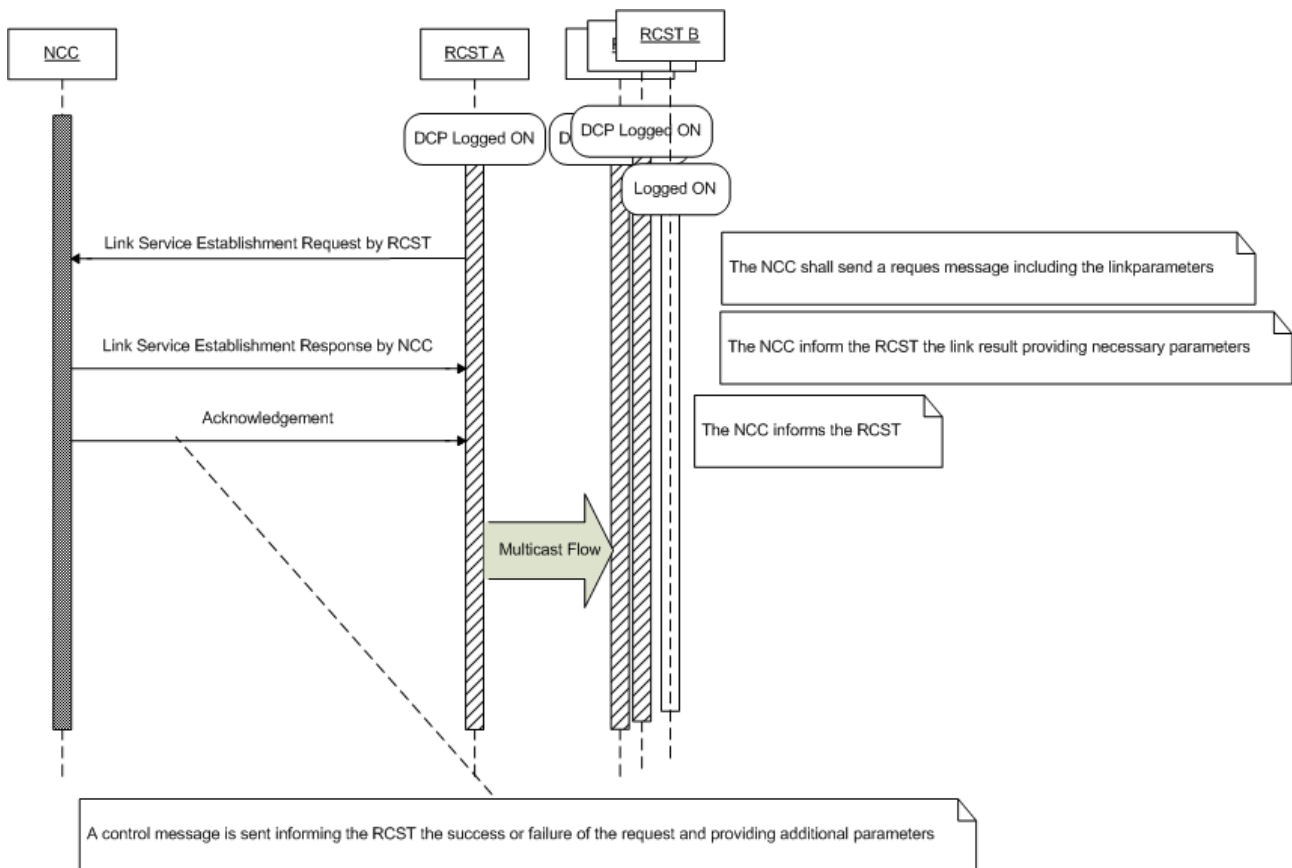 NCC
RCST A
RCST B
DCP Logged ON
DCP Logged ON
Logged ON
Link Service Establishment Request by RCST
The NCC shall send a reques message including the linkparameters
Link Service Establishment Response by NCC
The NCC inform the RCST the link result providing necessary parameters
Acknowledgement
The NCC informs the RCST
Multicast Flow
A control message is sent informing the RCST the success or failure of the request and providing additional parameters